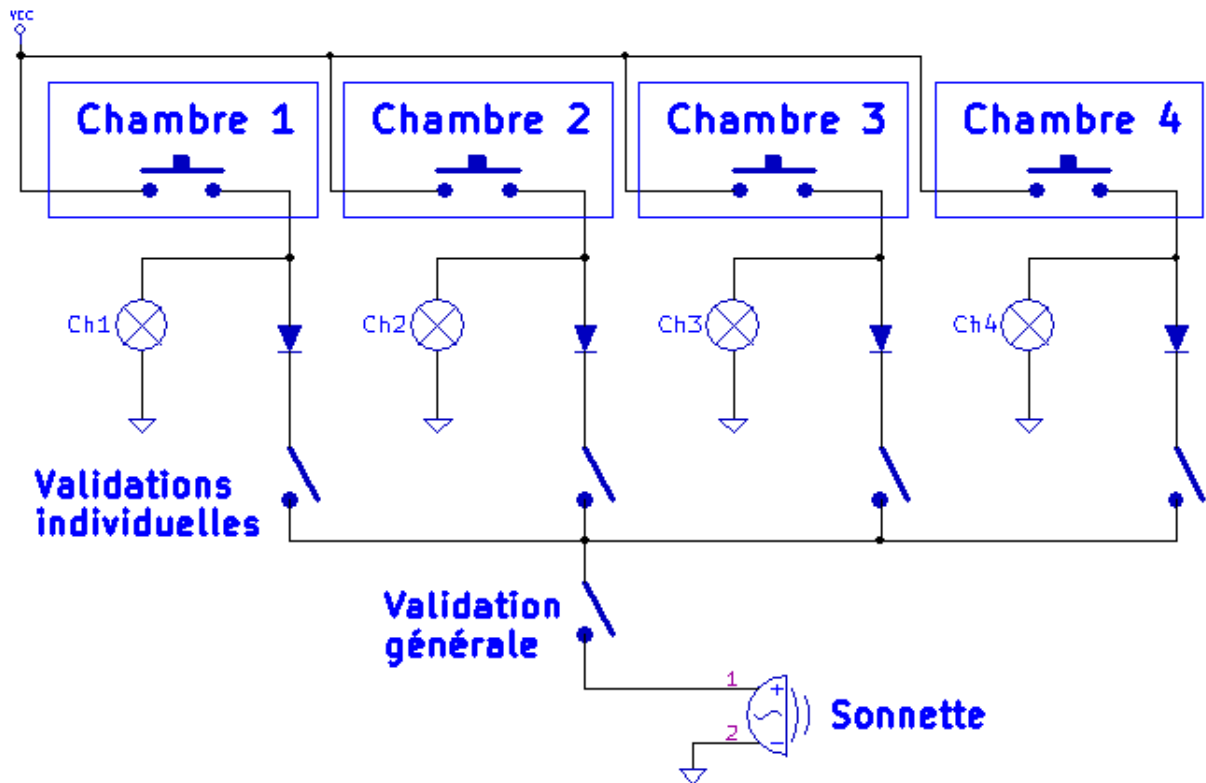 VCC
Chambre 1
Chambre 2
Chambre 3
Chambre 4
Ch1
Ch2
Ch3
Ch4
Validations
individuelles
Validation
générale
1
2
Sonnette